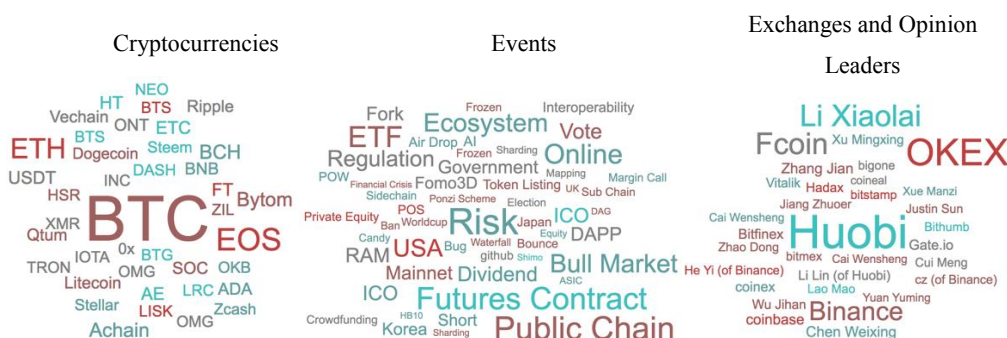 Cryptocurrencies
NEO
HT BTS Ripple
Vechain ONT ETC
BTS Steem
ETH Dogecoin BCH
DASH BNB
USDT INC
HSR FT Bytom
BTC ZIL
XMR
Qtum 0x BTG EOS
IOTA
TRON OMG SOC OKB
Litecoin
AE LRC ADA
Stellar LISK Zcash
OMG
Achain
Events
Frozen Interoperability
Fork Ecosystem
ETF Vote
Air Drop AI
Regulation Frozen Sharding Online
Government Mapping
POW Margin Call
Financial Crisis Fomo3D Token Listing UK Sub Chain
Sidechain Ponzi Scheme Election
Private Equity POS Risk Japan ICO DAG
Ban Worldcup
Candy Equity DAPP
USA Bug Waterfall Bounce
RAM github Shimo Bull Market
Mainnet Dividend ASIC
ICO Futures Contract
Crowdfunding HB10 Short
Korea Sharding Public Chain
Exchanges and Opinion
Leaders
Li Xiaolai
Fcoin Xu Mingxing OKEX
Zhang Jian bigone
Vitalik Hadax coineal Xue Manzi
bitstamp
Jiang Zhuoer Justin Sun
Cai Wensheng Huobi Bithumb
Bitfinex
Zhao Dong Gate.io
bitmex Cai Wensheng Cui Meng
He Yi (of Binance) Li Lin (of Huobi) cz (of Binance)
coinex Lao Mao
Wu Jihan Yuan Yuming
coinbase Binance
Chen Weixing